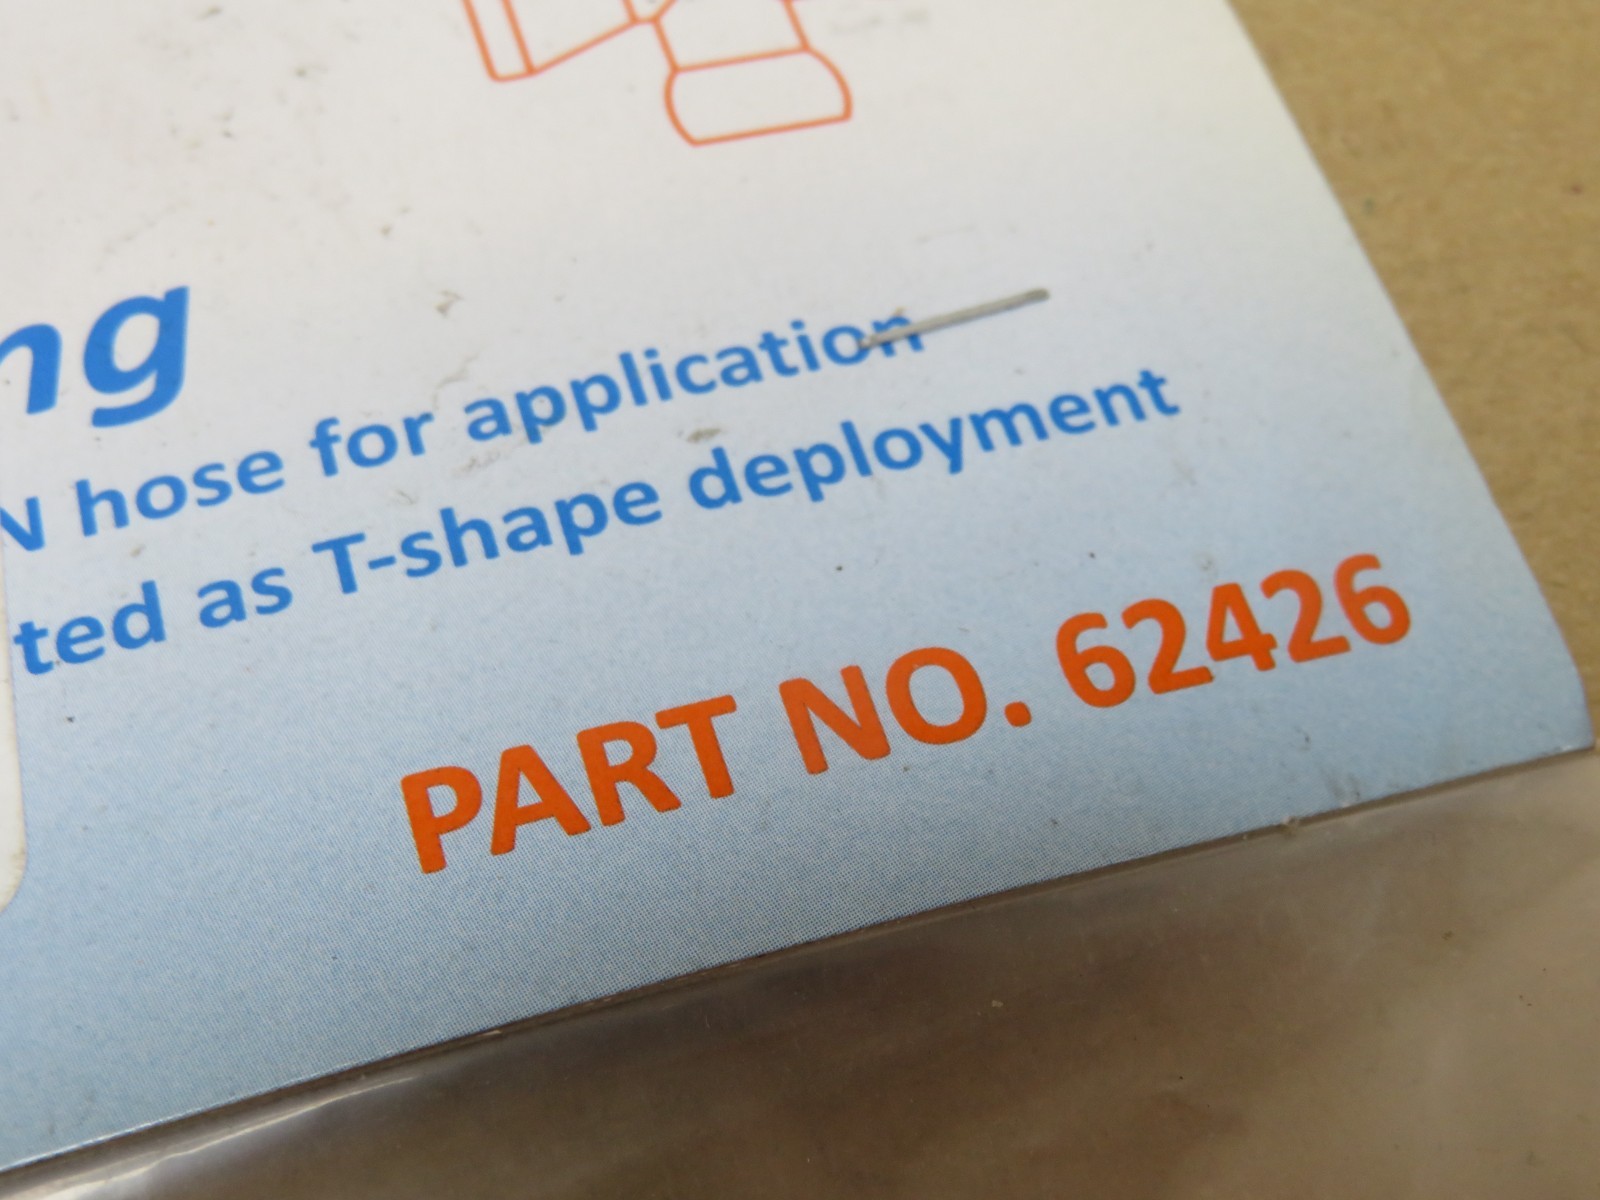 ng
N hose for application
ted as T-shape deployment
PART NO. 62426